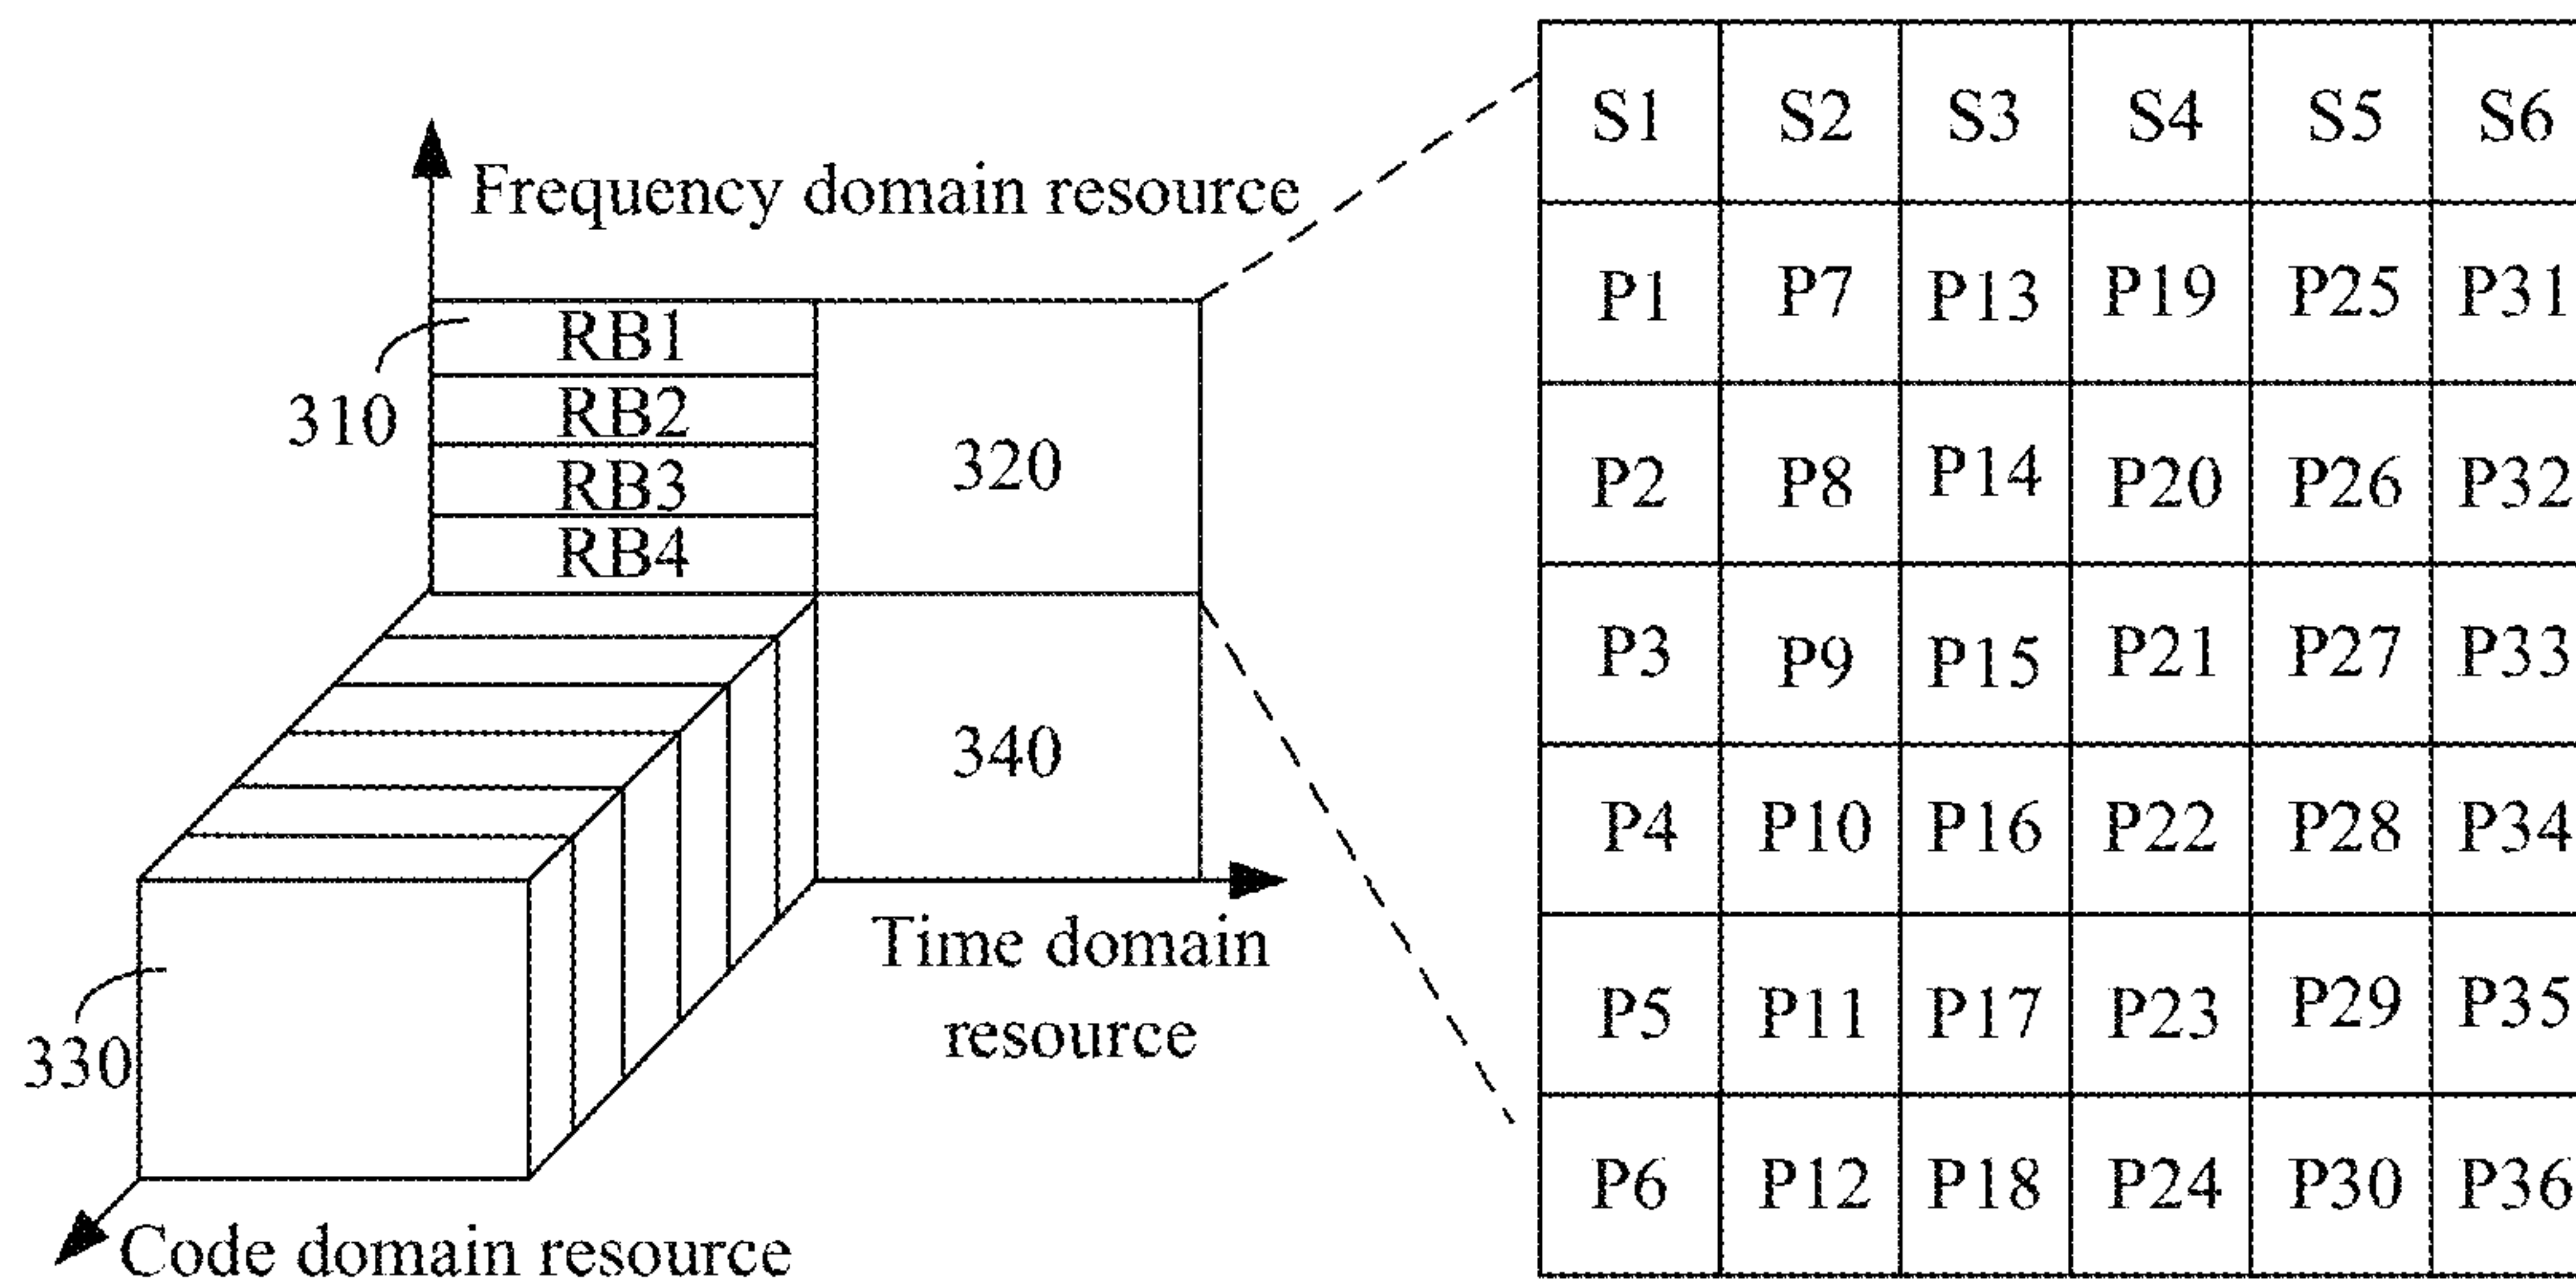 Frequency domain resource
RB1
RB2
RB3
RB4
310
320
340
Time domain
resource
330
Code domain resource
S1 S2 S3 S4 S5 S6
P1 P7 P13 P19 P25 P31
P2 P8 P14 P20 P26 P32
P3 P9 P15 P21 P27 P33
P4 P10 P16 P22 P28 P34
P5 P11 P17 P23 P29 P35
P6 P12 P18 P24 P30 P36